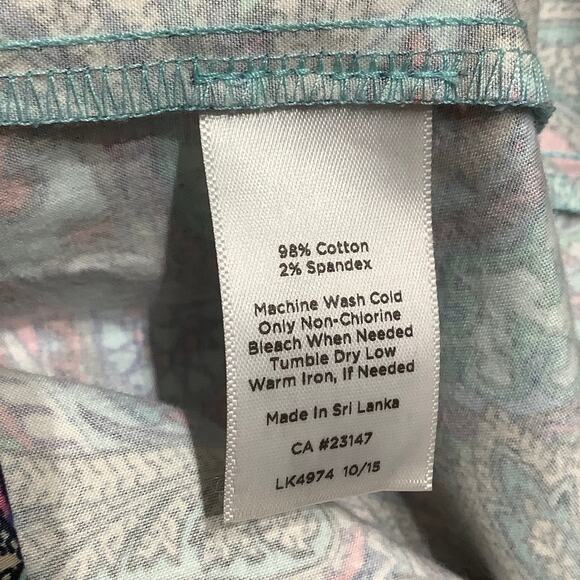 98% Cotton
2% Spandex
Machine Wash Cold
Only Non-Chlorine
Bleach When Needed
Tumble Dry Low
Warm Iron, If Needed
Made In Sri Lanka
CA #23147
LK4974 10/15